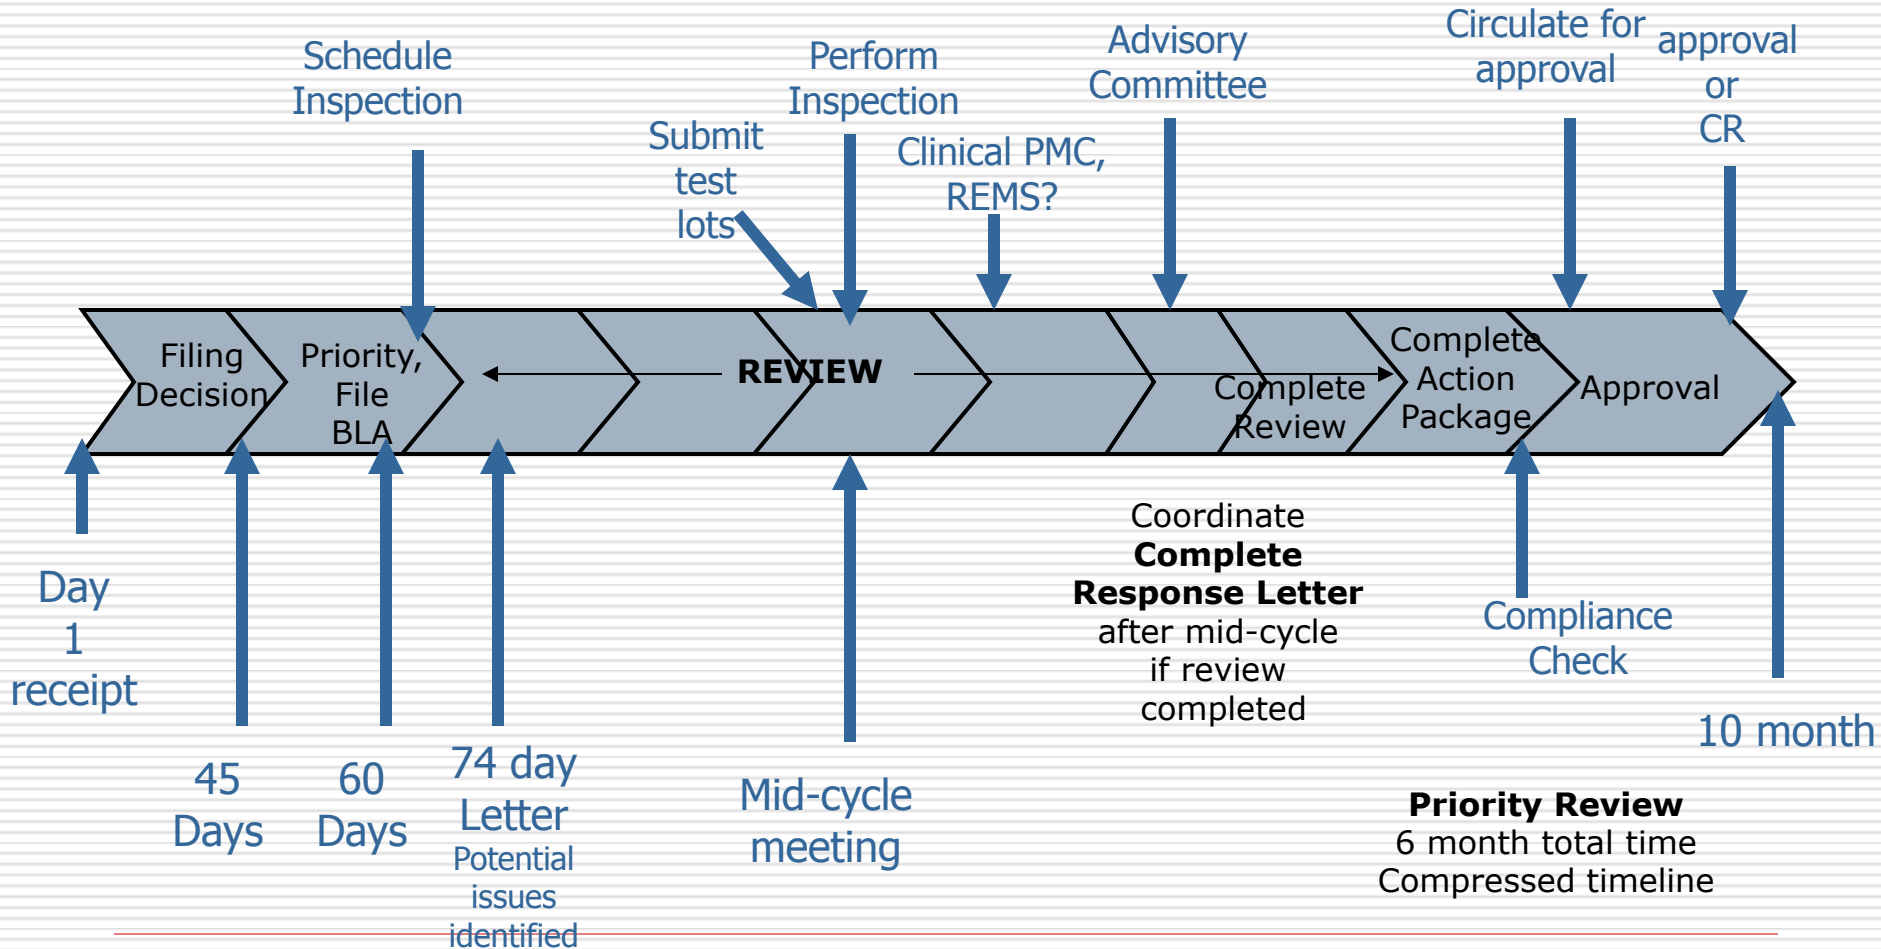 Schedule
Inspection
Submit
test
lots
Perform
Inspection
Clinical PMC,
REMS?
Advisory
Committee
Circulate for
approval
approval
or
CR
Filing
Decision
Priority,
File
BLA
REVIEW
Complete
Review
Complete
Action
Package
Approval
Day
1
receipt
45
Days
60
Days
74 day
Letter
Potential
issues
identified
Mid-cycle
meeting
Coordinate
Complete
Response Letter
after mid-cycle
if review
completed
Compliance
Check
10 month
Priority Review
6 month total time
Compressed timeline